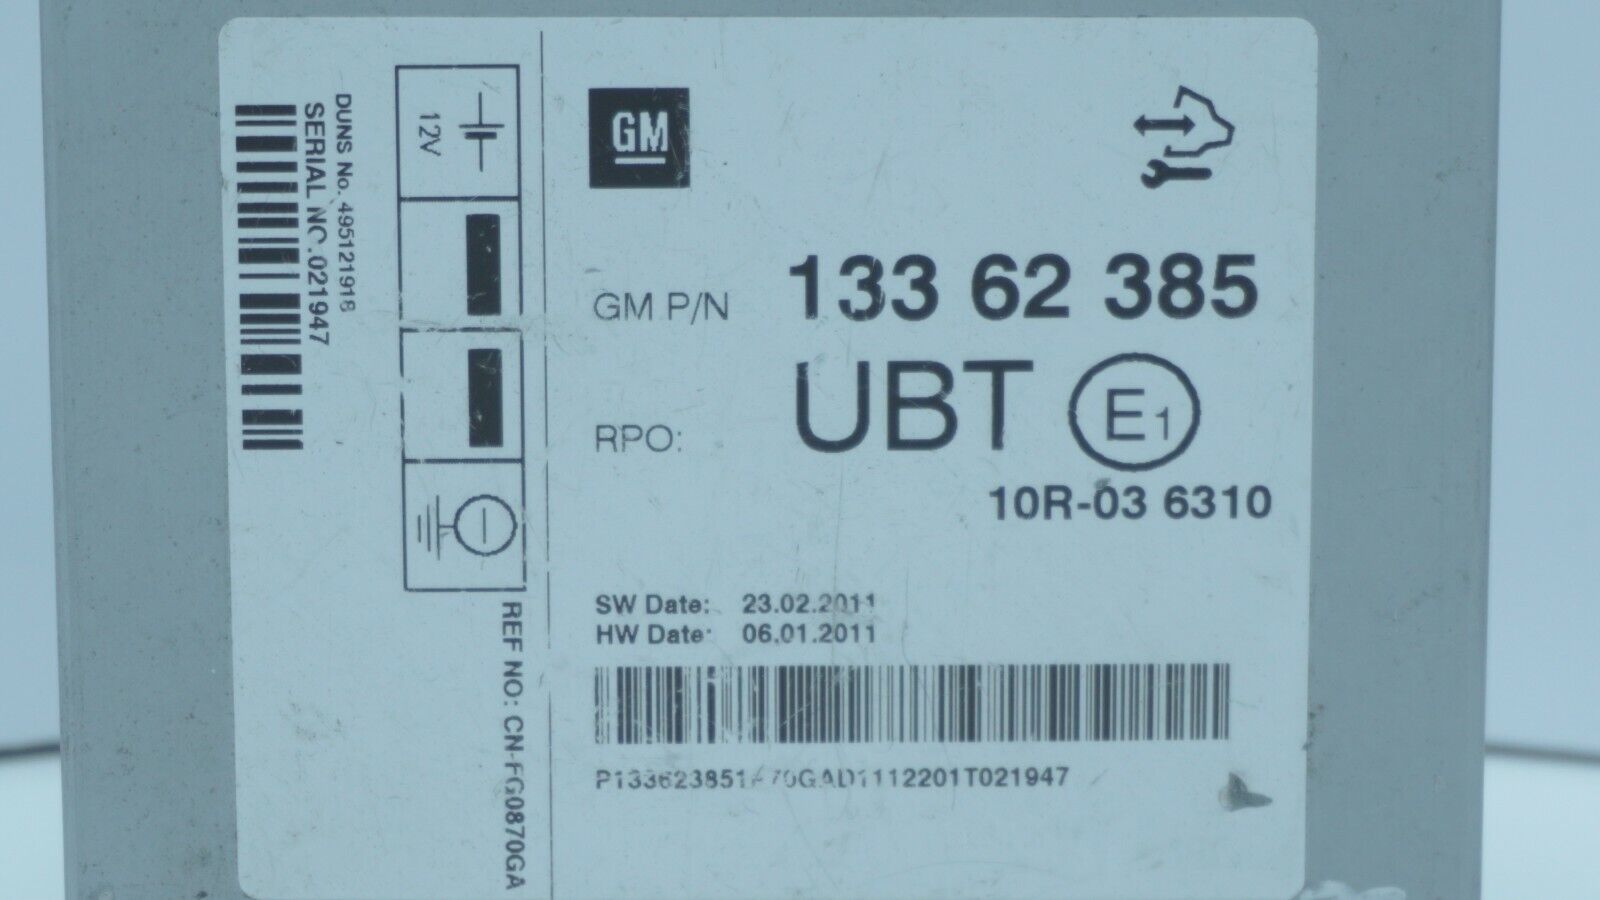 DUNS No. 495121918
SERIAL NO.021947
12V
REF NO: CN-FG0870GA
GM
GM P/N 133 62 385
RPO: UBT E1
10R-03 6310
SW Date: 23.02.2011
HW Date: 06.01.2011